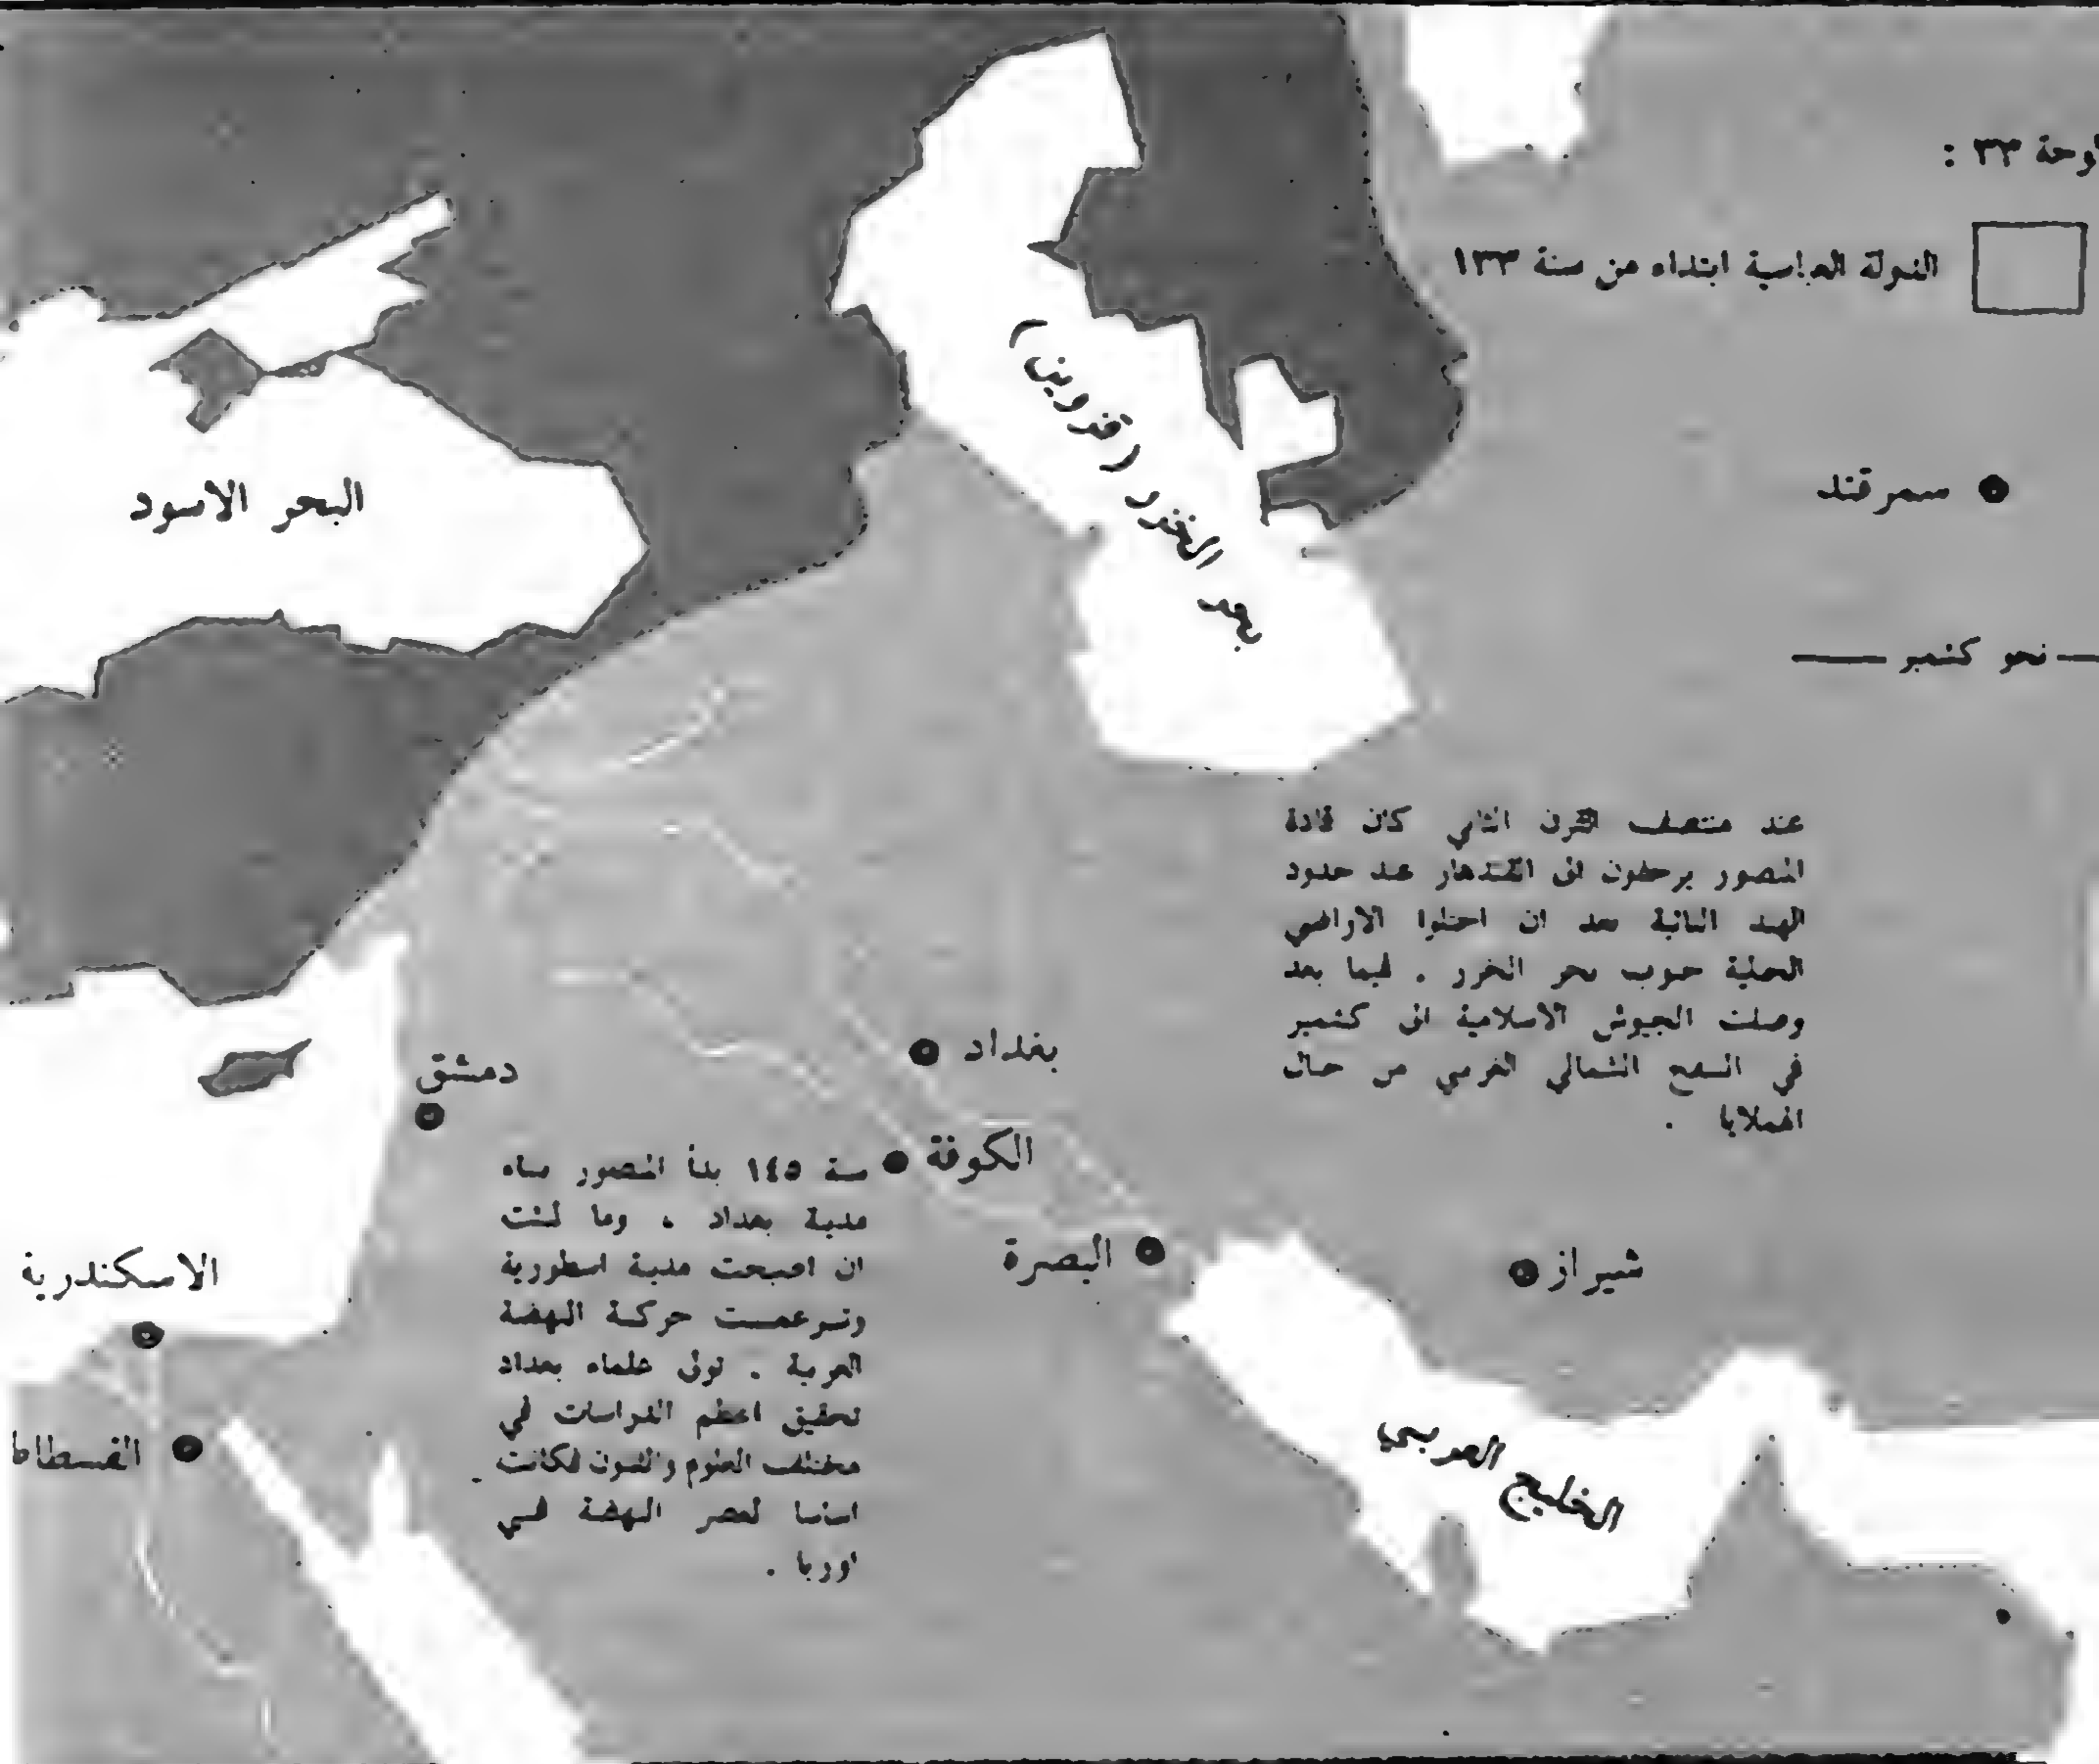 لوحة ٣٣ :
الدولة العباسية ابتداء من سنة ١٣٣
البحر الاسود
بحر الخزر (قزوين)
سمرقند
نحو كشمير
عند منتصف القرن الثاني كان قادة
المنصور يرحفون الى القندهار عند حدود
الهند النائية بعد ان احتلوا الاراضي
الجبلية جنوب بحر الخزر . فيما بعد
وصلت الجيوش الاسلامية الى كشمير
في السفح الشمالي الغربي من جبال
الهملايا .
بغداد
دمشق
الكوفة
سنة ١٤٥ بدأ المنصور بناء
مدينة بغداد . وما لبثت
ان اصبحت مدينة اسطورية
وتزعمت حركة النهضة
العربية . تولى علماء بغداد
تحقيق اعظم الدراسات في
مختلف العلوم والفنون فكانت
اساسا لعصر النهضة في
اوربا .
البصرة
شيراز
الاسكندرية
الفسطاط
الخليج العربي